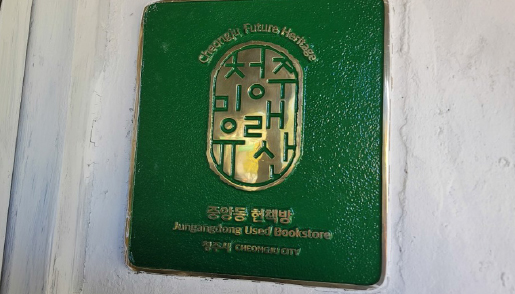 Cheongju, Future Heritage
청주
미래
유산
중앙동 헌책방
Jungangdong Used Bookstore
청주시 CHEONGJU CITY